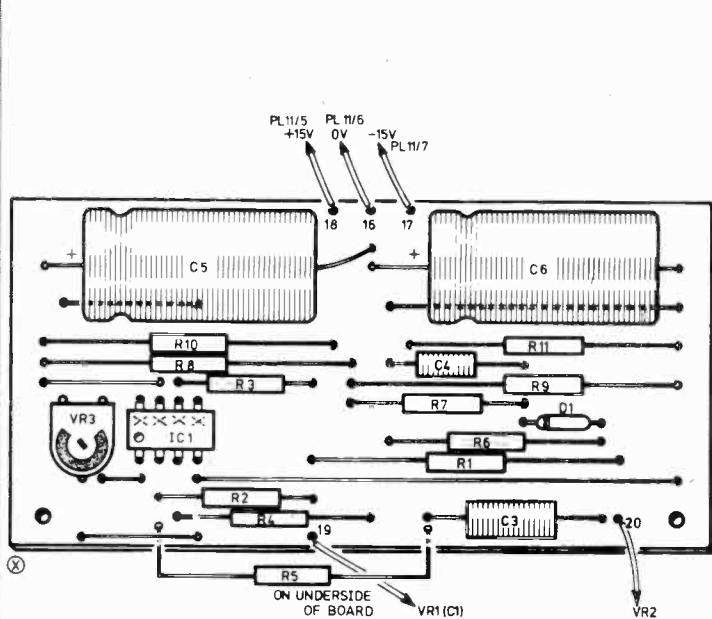 PL11/5 PL11/6
+15V 0V -15V
PL11/7
18 16 17
+ +
C5 C6
R10 R11
R8 C4
R3 R9
R7
VR3 D1
IC1 R6
R1
R2
R4 C3
19 20
X
R5
ON UNDERSIDE
OF BOARD VR1(C1) VR2